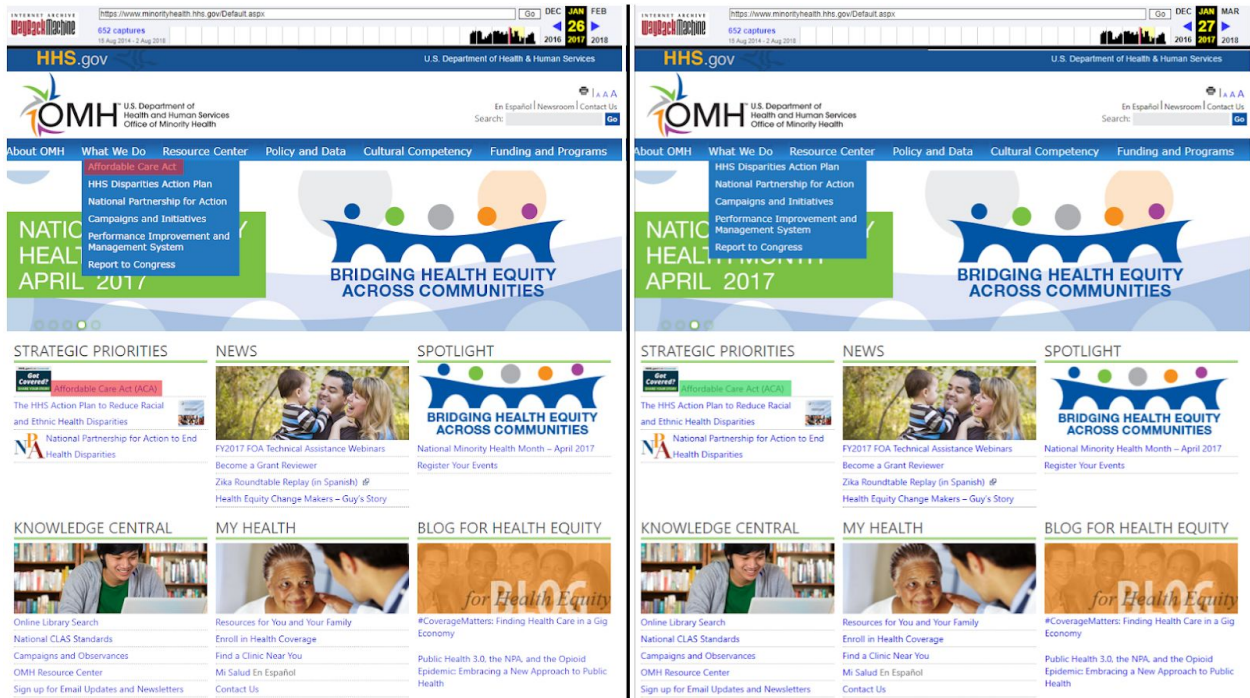 INTERNET ARCHIVE
WayBackMachine
https://www.minorityhealth.hhs.gov/Default.aspx
Go
DEC JAN FEB
652 captures
26
15 Aug 2014 - 2 Aug 2018
2016 2017 2018
HHS.gov
U.S. Department of Health & Human Services
OMH
U.S. Department of
Health and Human Services
Office of Minority Health
A A A
En Español Newsroom Contact Us
Search:
Go
About OMH What We Do Resource Center Policy and Data Cultural Competency Funding and Programs
Affordable Care Act
HHS Disparities Action Plan
National Partnership for Action
Campaigns and Initiatives
Performance Improvement and
Management System
Report to Congress
NATIO
HEAL
APRIL 2017
BRIDGING HEALTH EQUITY
ACROSS COMMUNITIES
STRATEGIC PRIORITIES
Got
Covered?
Affordable Care Act (ACA)
The HHS Action Plan to Reduce Racial
and Ethnic Health Disparities
NPA
National Partnership for Action to End
Health Disparities
NEWS
FY2017 FOA Technical Assistance Webinars
Become a Grant Reviewer
Zika Roundtable Replay (in Spanish)
Health Equity Change Makers – Guy's Story
SPOTLIGHT
BRIDGING HEALTH EQUITY
ACROSS COMMUNITIES
National Minority Health Month – April 2017
Register Your Events
KNOWLEDGE CENTRAL
Online Library Search
National CLAS Standards
Campaigns and Observances
OMH Resource Center
Sign up for Email Updates and Newsletters
MY HEALTH
Resources for You and Your Family
Enroll in Health Coverage
Find a Clinic Near You
Mi Salud En Español
Contact Us
BLOG FOR HEALTH EQUITY
BLOG
for Health Equity
#CoverageMatters: Finding Health Care in a Gig
Economy
Public Health 3.0, the NPA, and the Opioid
Epidemic: Embracing a New Approach to Public
Health
INTERNET ARCHIVE
WayBackMachine
https://www.minorityhealth.hhs.gov/Default.aspx
Go
DEC JAN MAR
652 captures
27
15 Aug 2014 - 2 Aug 2018
2016 2017 2018
HHS.gov
U.S. Department of Health & Human Services
OMH
U.S. Department of
Health and Human Services
Office of Minority Health
A A A
En Español Newsroom Contact Us
Search:
Go
About OMH What We Do Resource Center Policy and Data Cultural Competency Funding and Programs
HHS Disparities Action Plan
National Partnership for Action
Campaigns and Initiatives
Performance Improvement and
Management System
Report to Congress
NATIO
HEALTH MONTH
APRIL 2017
BRIDGING HEALTH EQUITY
ACROSS COMMUNITIES
STRATEGIC PRIORITIES
Got
Covered?
Affordable Care Act (ACA)
The HHS Action Plan to Reduce Racial
and Ethnic Health Disparities
NPA
National Partnership for Action to End
Health Disparities
NEWS
FY2017 FOA Technical Assistance Webinars
Become a Grant Reviewer
Zika Roundtable Replay (in Spanish)
Health Equity Change Makers – Guy's Story
SPOTLIGHT
BRIDGING HEALTH EQUITY
ACROSS COMMUNITIES
National Minority Health Month – April 2017
Register Your Events
KNOWLEDGE CENTRAL
Online Library Search
National CLAS Standards
Campaigns and Observances
OMH Resource Center
Sign up for Email Updates and Newsletters
MY HEALTH
Resources for You and Your Family
Enroll in Health Coverage
Find a Clinic Near You
Mi Salud En Español
Contact Us
BLOG FOR HEALTH EQUITY
BLOG
for Health Equity
#CoverageMatters: Finding Health Care in a Gig
Economy
Public Health 3.0, the NPA, and the Opioid
Epidemic: Embracing a New Approach to Public
Health